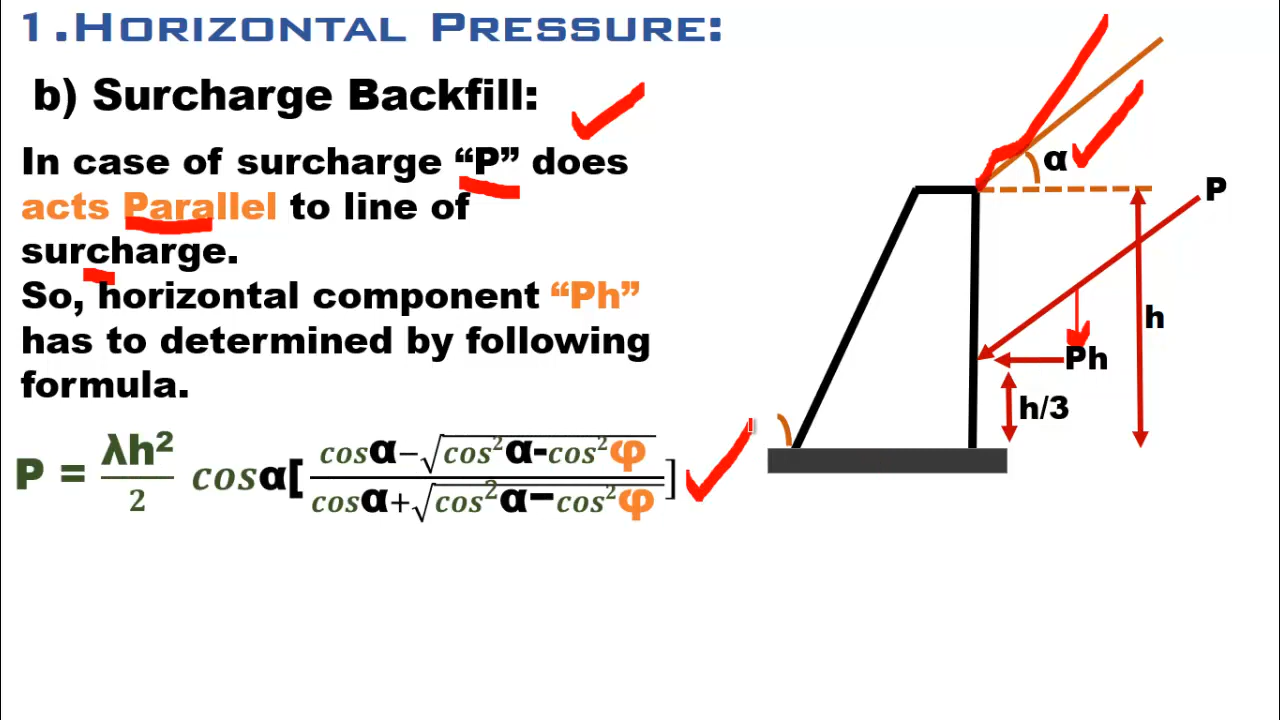 1.HORIZONTAL PRESSURE:
b) Surcharge Backfill:
In case of surcharge “P” does
acts Parallel to line of
surcharge.
So, horizontal component “Ph”
has to determined by following
formula.
P = λh²/2 cosα[(cosα−√(cos²α-cos²φ))/(cosα+√(cos²α−cos²φ))]
α
P
h
Ph
h/3